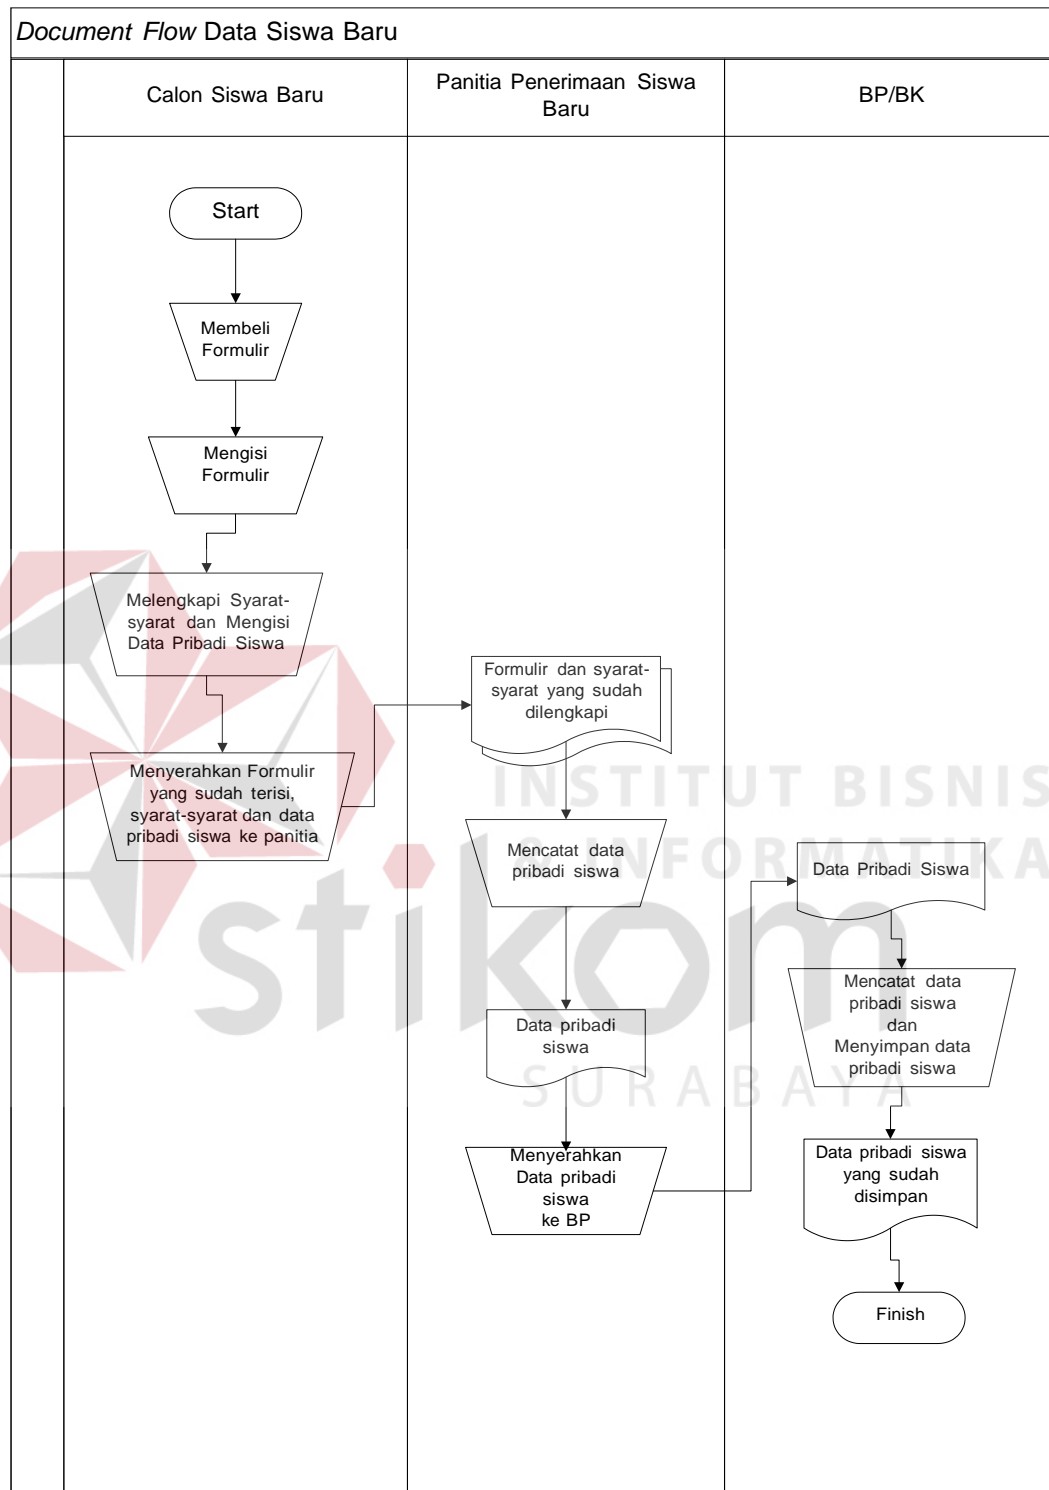 Document Flow Data Siswa Baru
Calon Siswa Baru
Panitia Penerimaan Siswa
Baru
BP/BK
Start
Membeli
Formulir
Mengisi
Formulir
Melengkapi Syarat-
syarat dan Mengisi
Data Pribadi Siswa
Menyerahkan Formulir
yang sudah terisi,
syarat-syarat dan data
pribadi siswa ke panitia
Formulir dan syarat-
syarat yang sudah
dilengkapi
Mencatat data
pribadi siswa
Data pribadi
siswa
Menyerahkan
Data pribadi
siswa
ke BP
Data Pribadi Siswa
Mencatat data
pribadi siswa
dan
Menyimpan data
pribadi siswa
Data pribadi siswa
yang sudah
disimpan
Finish
INSTITUT BISNIS
& INFORMATIKA
stikom
SURABAYA